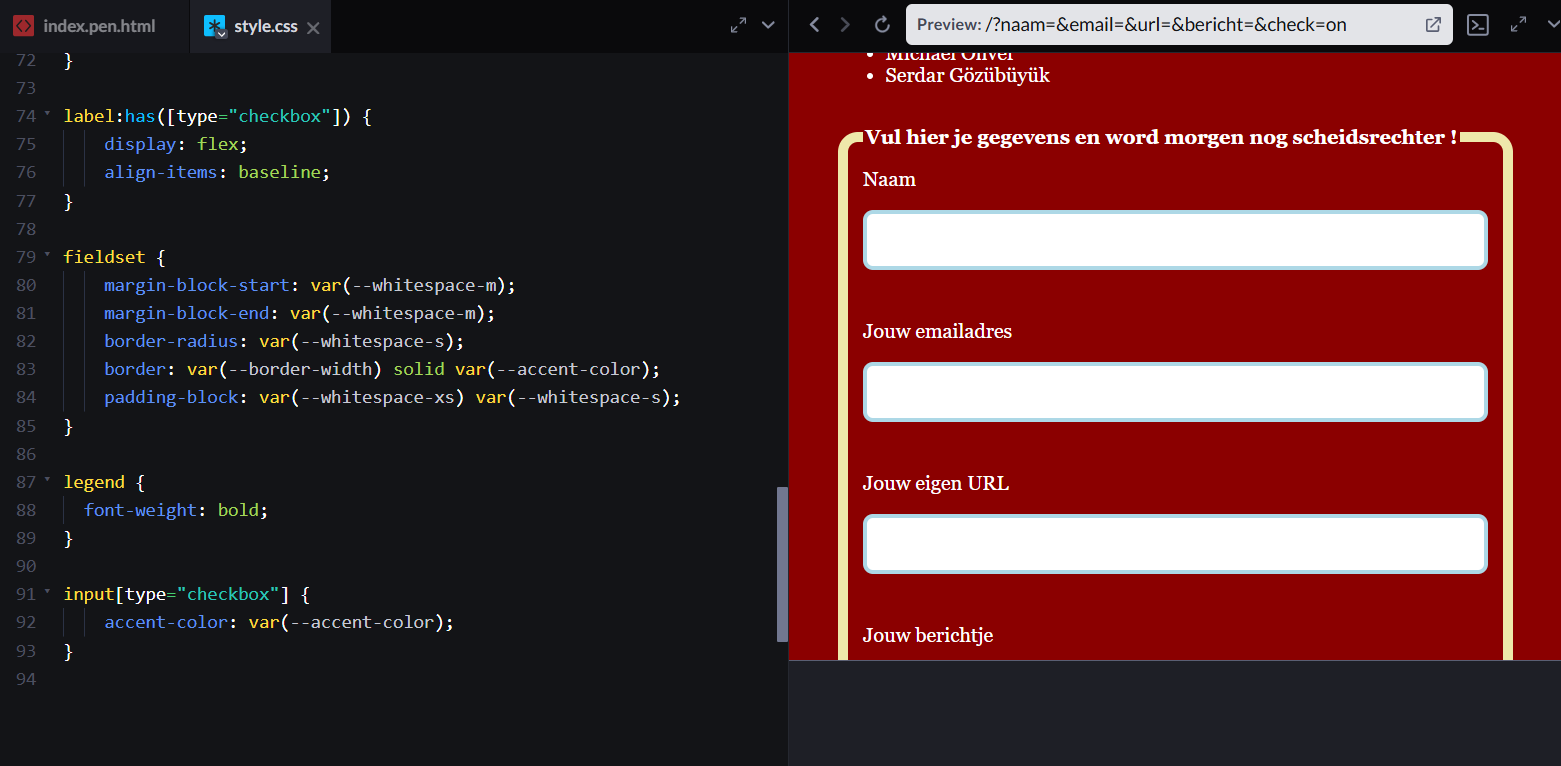 index.pen.html
style.css
72 }
73
74 label:has([type="checkbox"]) {
75 display: flex;
76 align-items: baseline;
77 }
78
79 fieldset {
80 margin-block-start: var(--whitespace-m);
81 margin-block-end: var(--whitespace-m);
82 border-radius: var(--whitespace-s);
83 border: var(--border-width) solid var(--accent-color);
84 padding-block: var(--whitespace-xs) var(--whitespace-s);
85 }
86
87 legend {
88 font-weight: bold;
89 }
90
91 input[type="checkbox"] {
92 accent-color: var(--accent-color);
93 }
94
Preview: /?naam=&email=&url=&bericht=&check=on
Michael Oliver
Serdar Gözübüyük
Vul hier je gegevens en word morgen nog scheidsrechter !
Naam
Jouw emailadres
Jouw eigen URL
Jouw berichtje